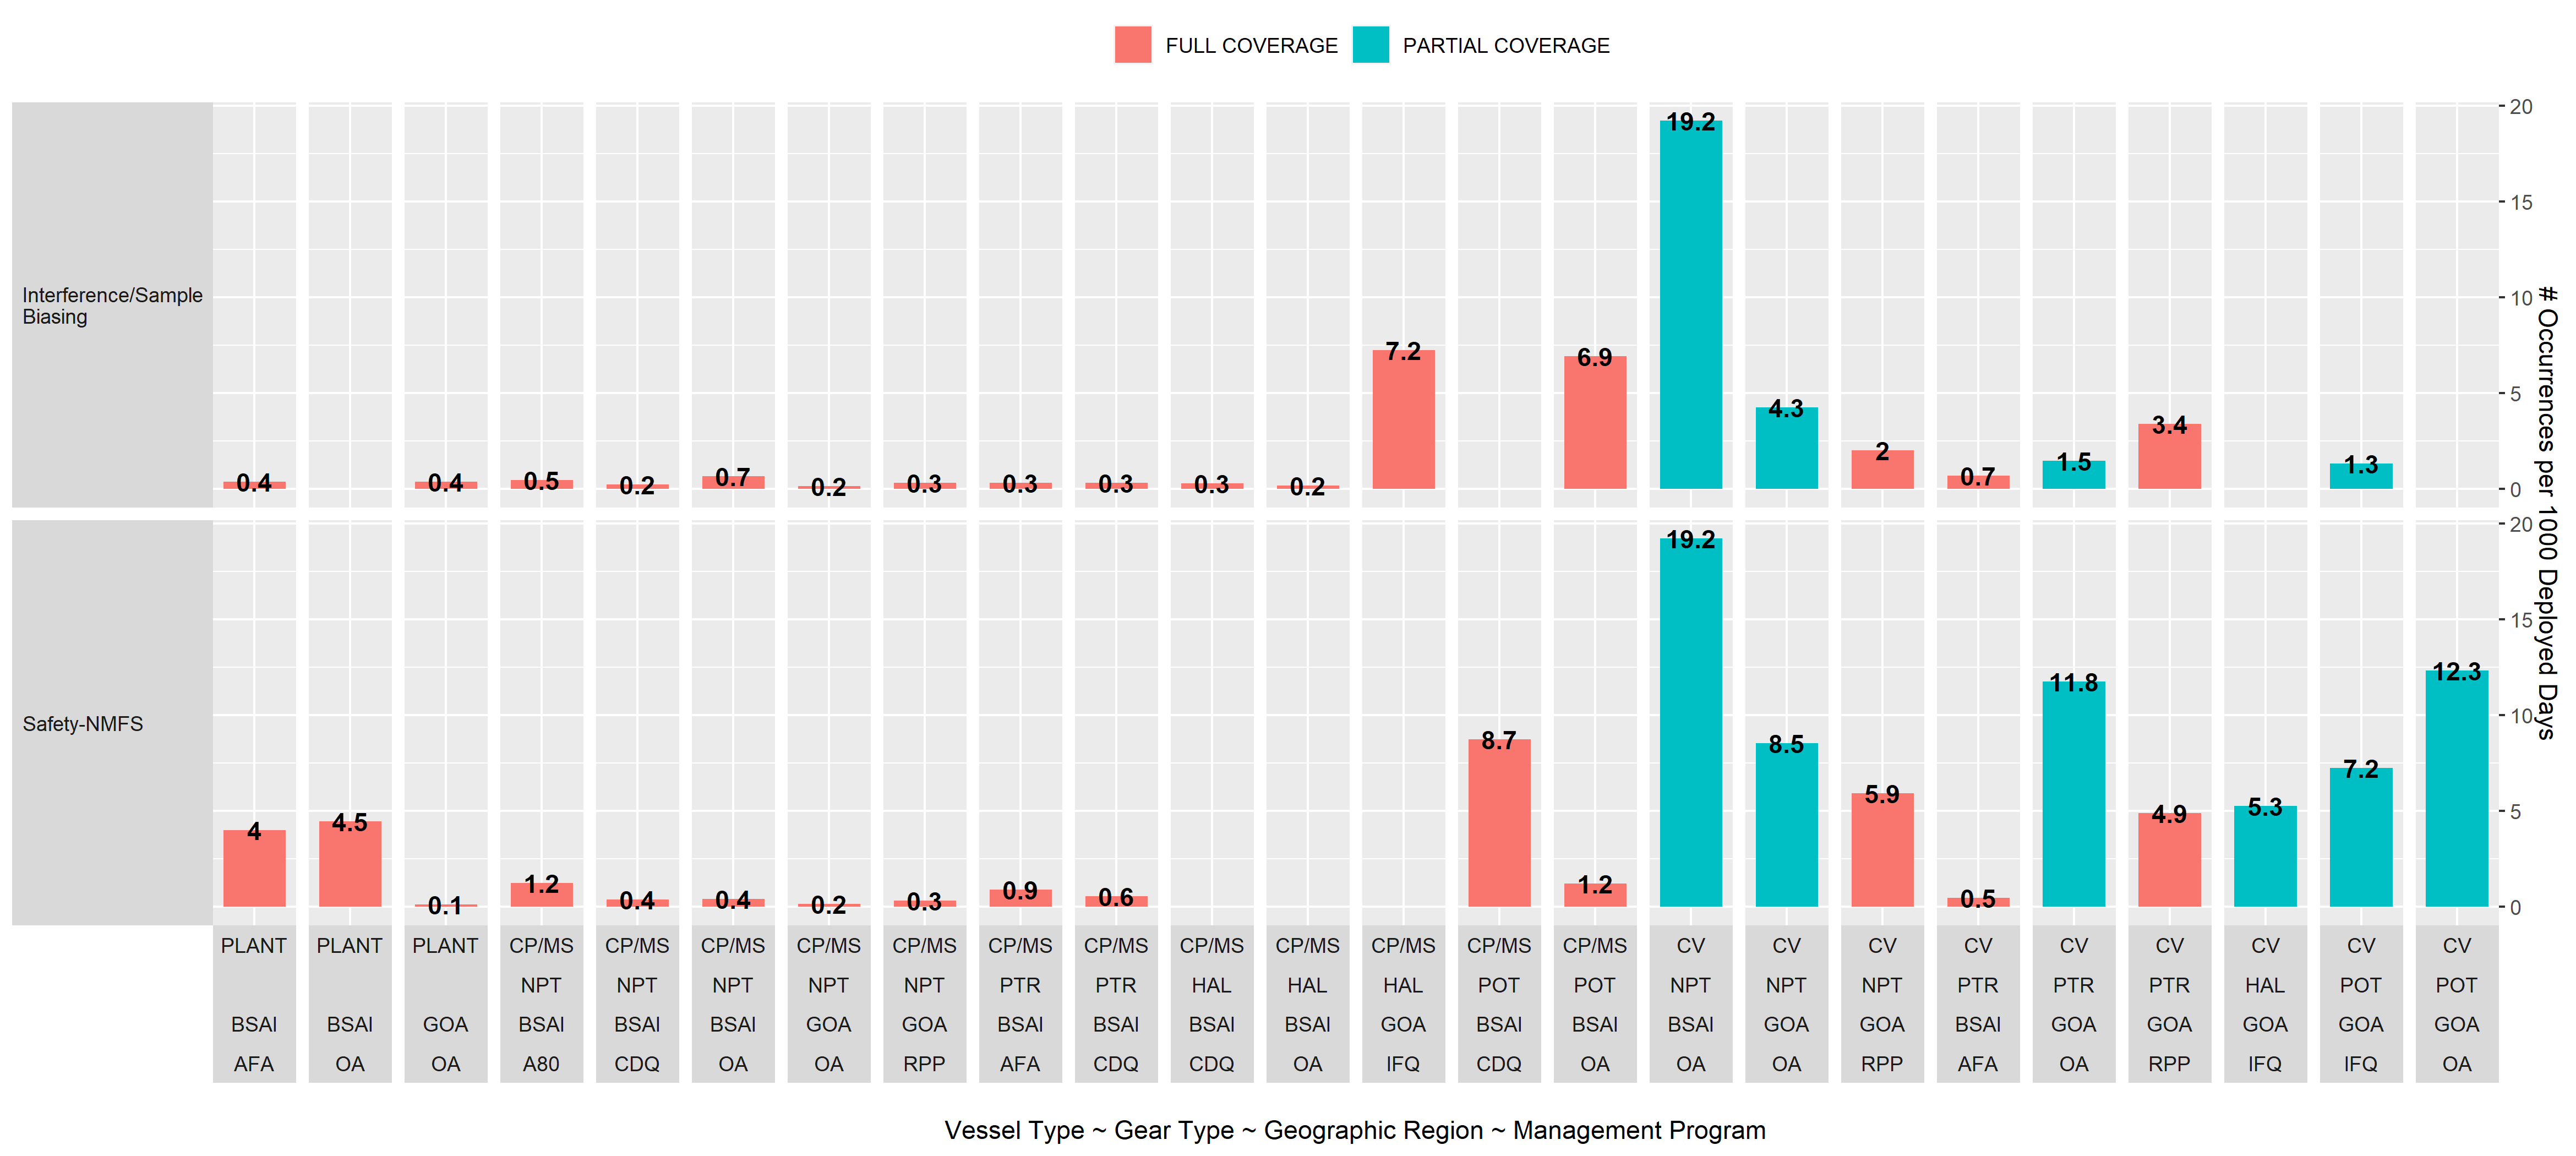 FULL COVERAGE PARTIAL COVERAGE
Interference/Sample
Biasing
0.4 0.4 0.5 0.2 0.7 0.2 0.3 0.3 0.3 0.3 0.2 7.2 6.9 19.2 4.3 2 0.7 1.5 3.4 1.3
20
15
10
5
0
Safety-NMFS
4 4.5 0.1 1.2 0.4 0.4 0.2 0.3 0.9 0.6 8.7 1.2 19.2 8.5 5.9 0.5 11.8 4.9 5.3 7.2 12.3
20
15
10
5
0
# Occurrences per 1000 Deployed Days
PLANT PLANT PLANT CP/MS CP/MS CP/MS CP/MS CP/MS CP/MS CP/MS CP/MS CP/MS CP/MS CP/MS CP/MS CV CV CV CV CV CV CV CV CV
NPT NPT NPT NPT NPT PTR PTR HAL HAL HAL POT POT NPT NPT NPT PTR PTR PTR HAL POT POT
BSAI BSAI GOA BSAI BSAI BSAI GOA GOA BSAI BSAI BSAI BSAI GOA BSAI BSAI BSAI GOA GOA BSAI GOA GOA GOA GOA GOA
AFA OA OA A80 CDQ OA OA RPP AFA CDQ CDQ OA IFQ CDQ OA OA OA RPP AFA OA RPP IFQ IFQ OA
Vessel Type ~ Gear Type ~ Geographic Region ~ Management Program